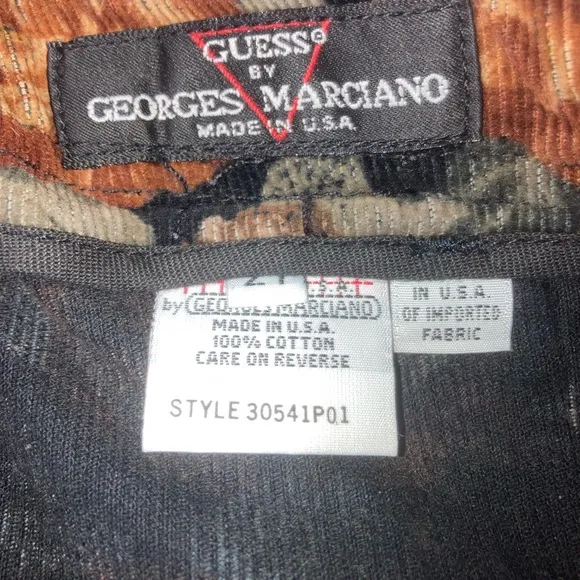 GUESS®
BY
GEORGES MARCIANO
MADE IN U.S.A.
S.A.
by GEORGES MARCIANO
MADE IN U.S.A.
100% COTTON
CARE ON REVERSE
STYLE 30541P01
IN U.S.A.
OF IMPORTED
FABRIC